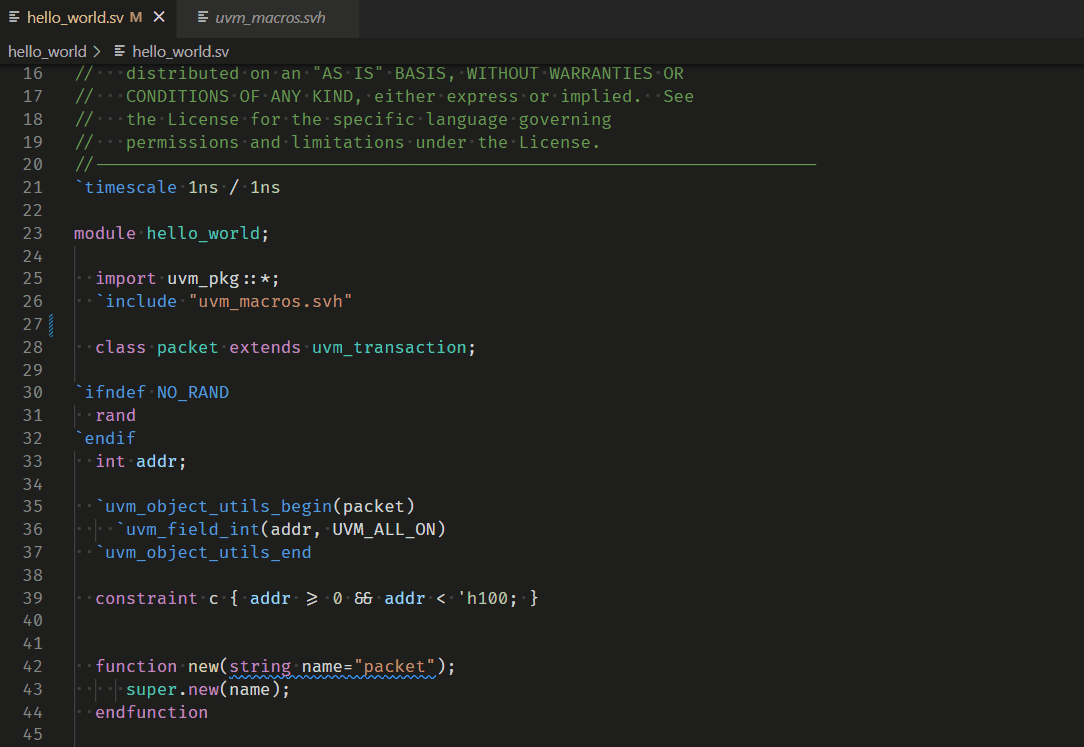 hello_world.sv M ×
uvm_macros.svh
hello_world > hello_world.sv
16 //   distributed on an "AS IS" BASIS, WITHOUT WARRANTIES OR
17 //   CONDITIONS OF ANY KIND, either express or implied.  See
18 //   the License for the specific language governing
19 //   permissions and limitations under the License.
20 //----------------------------------------------------------------------
21 `timescale 1ns / 1ns
22
23 module hello_world;
24
25   import uvm_pkg::*;
26   `include "uvm_macros.svh"
27
28   class packet extends uvm_transaction;
29
30 `ifndef NO_RAND
31   rand
32 `endif
33   int addr;
34
35   `uvm_object_utils_begin(packet)
36     `uvm_field_int(addr, UVM_ALL_ON)
37   `uvm_object_utils_end
38
39   constraint c { addr >= 0 && addr < 'h100; }
40
41
42   function new(string name="packet");
43      super.new(name);
44   endfunction
45